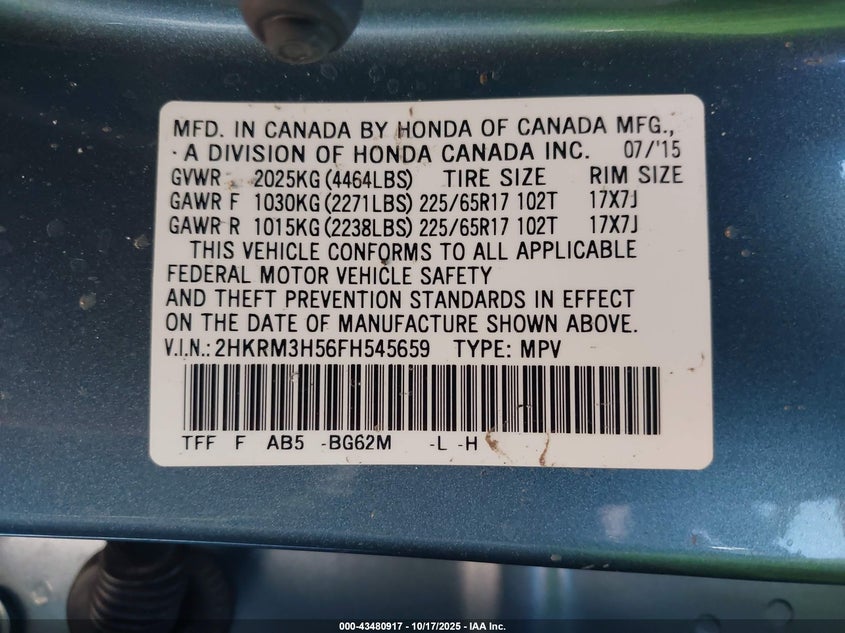 MFD. IN CANADA BY HONDA OF CANADA MFG.,
A DIVISION OF HONDA CANADA INC. 07/'15
GVWR 2025KG (4464LBS) TIRE SIZE RIM SIZE
GAWR F 1030KG (2271LBS) 225/65R17 102T 17X7J
GAWR R 1015KG (2238LBS) 225/65R17 102T 17X7J
THIS VEHICLE CONFORMS TO ALL APPLICABLE
FEDERAL MOTOR VEHICLE SAFETY
AND THEFT PREVENTION STANDARDS IN EFFECT
ON THE DATE OF MANUFACTURE SHOWN ABOVE.
V.I.N.: 2HKRM3H56FH545659 TYPE: MPV
TFF F AB5 -BG62M -L -H
000-43480917 - 10/17/2025 - IAA Inc.